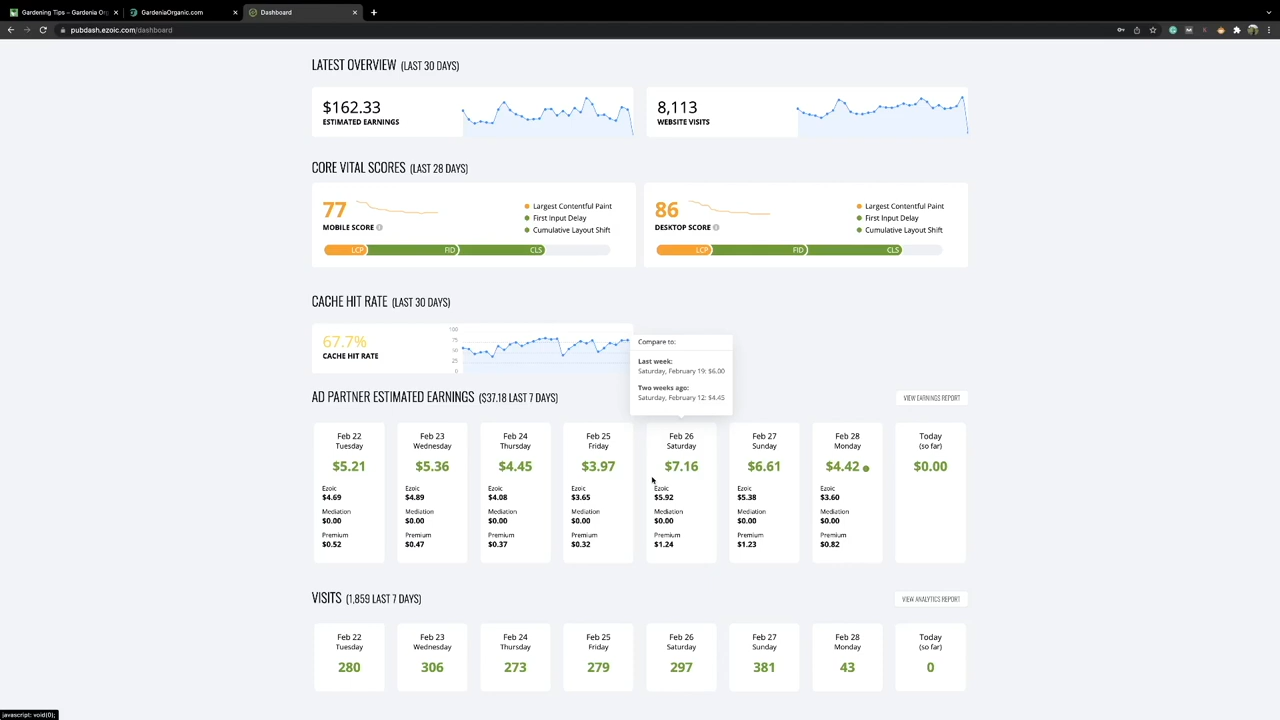 Gardening Tips – Gardenia Or
GardeniaOrganic.com
Dashboard
pubdash.ezoic.com/dashboard
LATEST OVERVIEW (LAST 30 DAYS)
$162.33
ESTIMATED EARNINGS
8,113
WEBSITE VISITS
CORE VITAL SCORES (LAST 28 DAYS)
77
MOBILE SCORE
Largest Contentful Paint
First Input Delay
Cumulative Layout Shift
LCP FID CLS
86
DESKTOP SCORE
Largest Contentful Paint
First Input Delay
Cumulative Layout Shift
LCP FID CLS
CACHE HIT RATE (LAST 30 DAYS)
67.7%
CACHE HIT RATE
100
75
50
25
0
Compare to:
Last week:
Saturday, February 19: $6.00
Two weeks ago:
Saturday, February 12: $4.45
AD PARTNER ESTIMATED EARNINGS ($37.18 LAST 7 DAYS)
VIEW EARNINGS REPORT
Feb 22
Tuesday
$5.21
Ezoic
$4.69
Mediation
$0.00
Premium
$0.52
Feb 23
Wednesday
$5.36
Ezoic
$4.89
Mediation
$0.00
Premium
$0.47
Feb 24
Thursday
$4.45
Ezoic
$4.08
Mediation
$0.00
Premium
$0.37
Feb 25
Friday
$3.97
Ezoic
$3.65
Mediation
$0.00
Premium
$0.32
Feb 26
Saturday
$7.16
Ezoic
$5.92
Mediation
$0.00
Premium
$1.24
Feb 27
Sunday
$6.61
Ezoic
$5.38
Mediation
$0.00
Premium
$1.23
Feb 28
Monday
$4.42
Ezoic
$3.60
Mediation
$0.00
Premium
$0.82
Today
(so far)
$0.00
VISITS (1,859 LAST 7 DAYS)
VIEW ANALYTICS REPORT
Feb 22
Tuesday
280
Feb 23
Wednesday
306
Feb 24
Thursday
273
Feb 25
Friday
279
Feb 26
Saturday
297
Feb 27
Sunday
381
Feb 28
Monday
43
Today
(so far)
0
javascript: void(0);